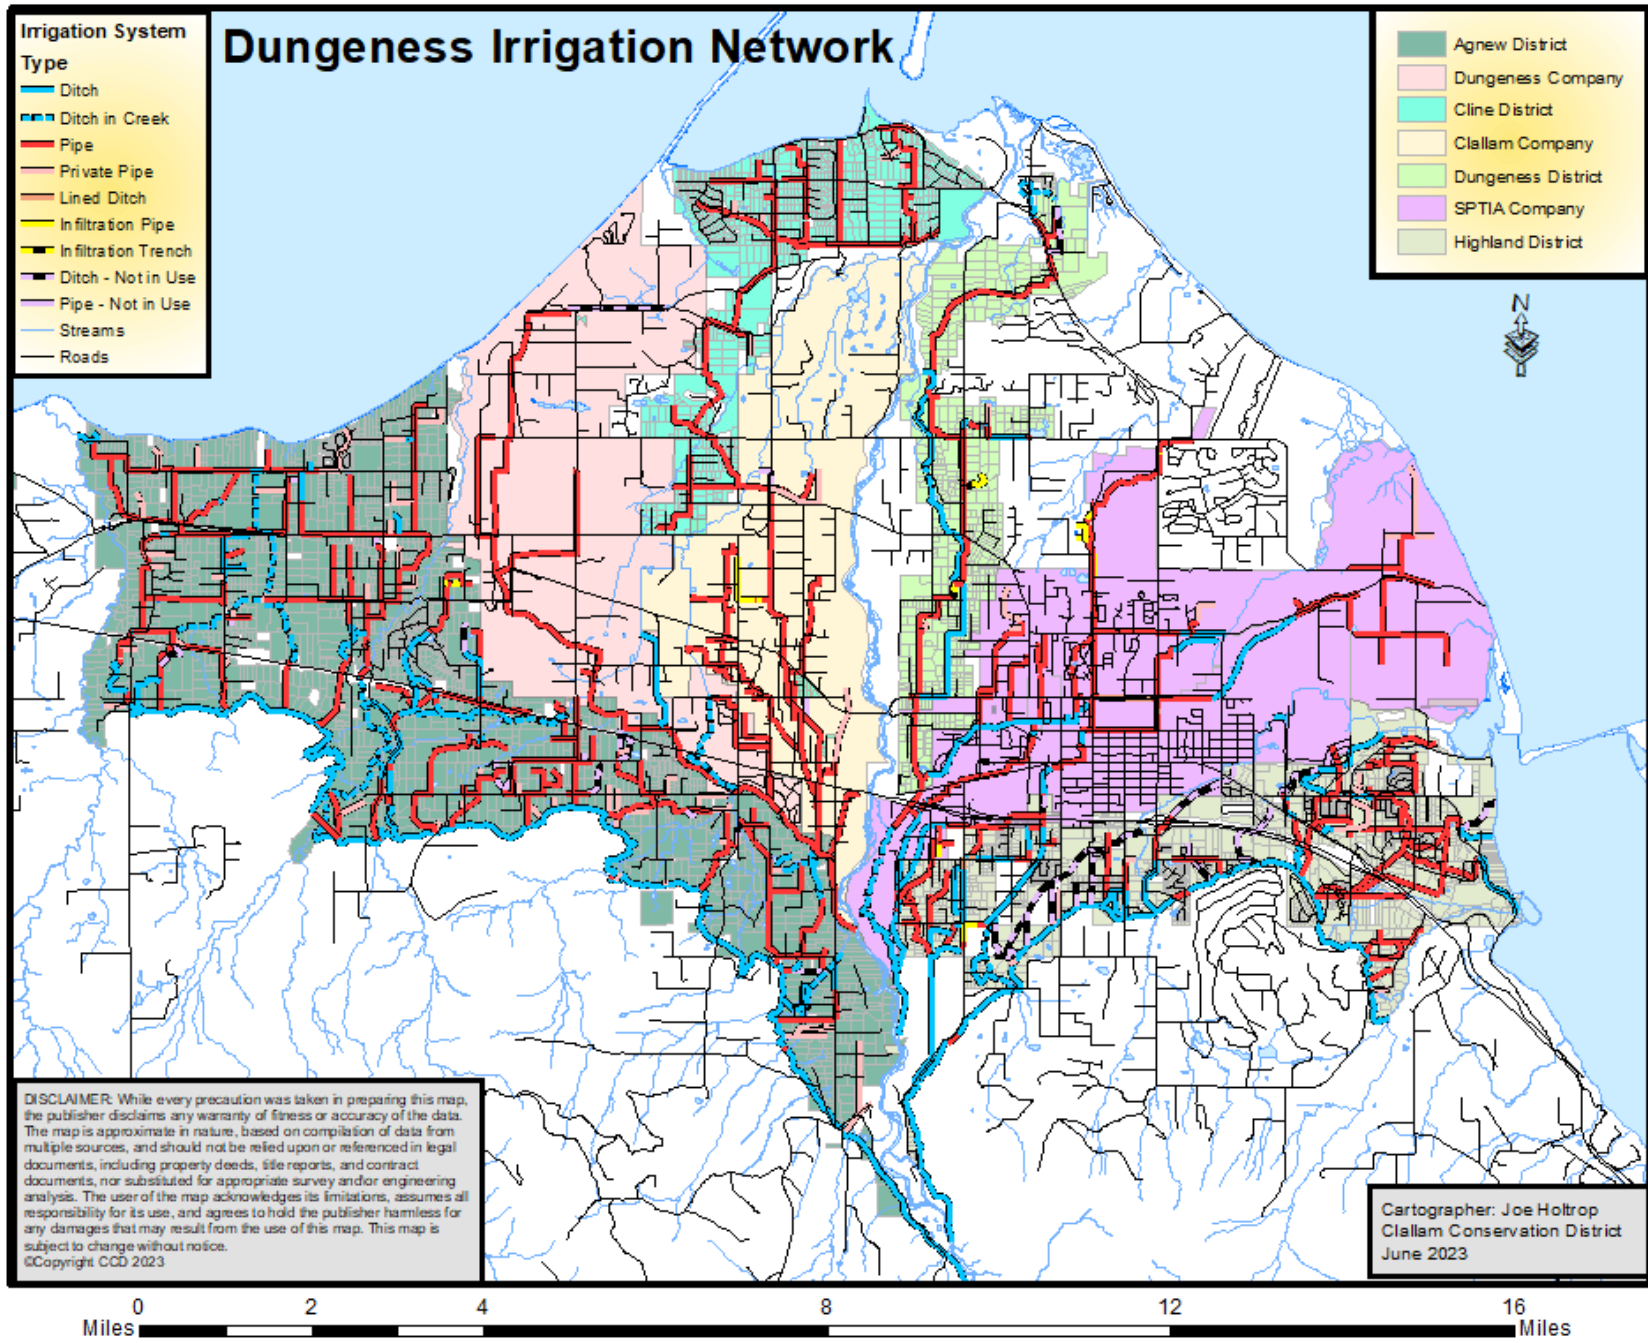 Dungeness Irrigation Network
Irrigation System
Type
Ditch
Ditch in Creek
Pipe
Private Pipe
Lined Ditch
Infiltration Pipe
Infiltration Trench
Ditch - Not in Use
Pipe - Not in Use
Streams
Roads
Agnew District
Dungeness Company
Cline District
Clallam Company
Dungeness District
SPTIA Company
Highland District
N
DISCLAIMER: While every precaution was taken in preparing this map,
the publisher disclaims any warranty of fitness or accuracy of the data.
The map is approximate in nature, based on compilation of data from
multiple sources, and should not be relied upon or referenced in legal
documents, including property deeds, title reports, and contract
documents, nor substituted for appropriate survey and/or engineering
analysis. The user of the map acknowledges its limitations, assumes all
responsibility for its use, and agrees to hold the publisher harmless for
any damages that may result from the use of this map. This map is
subject to change without notice.
©Copyright CCD 2023
Cartographer: Joe Holtrop
Clallam Conservation District
June 2023
0 2 4 8 12 16
Miles Miles